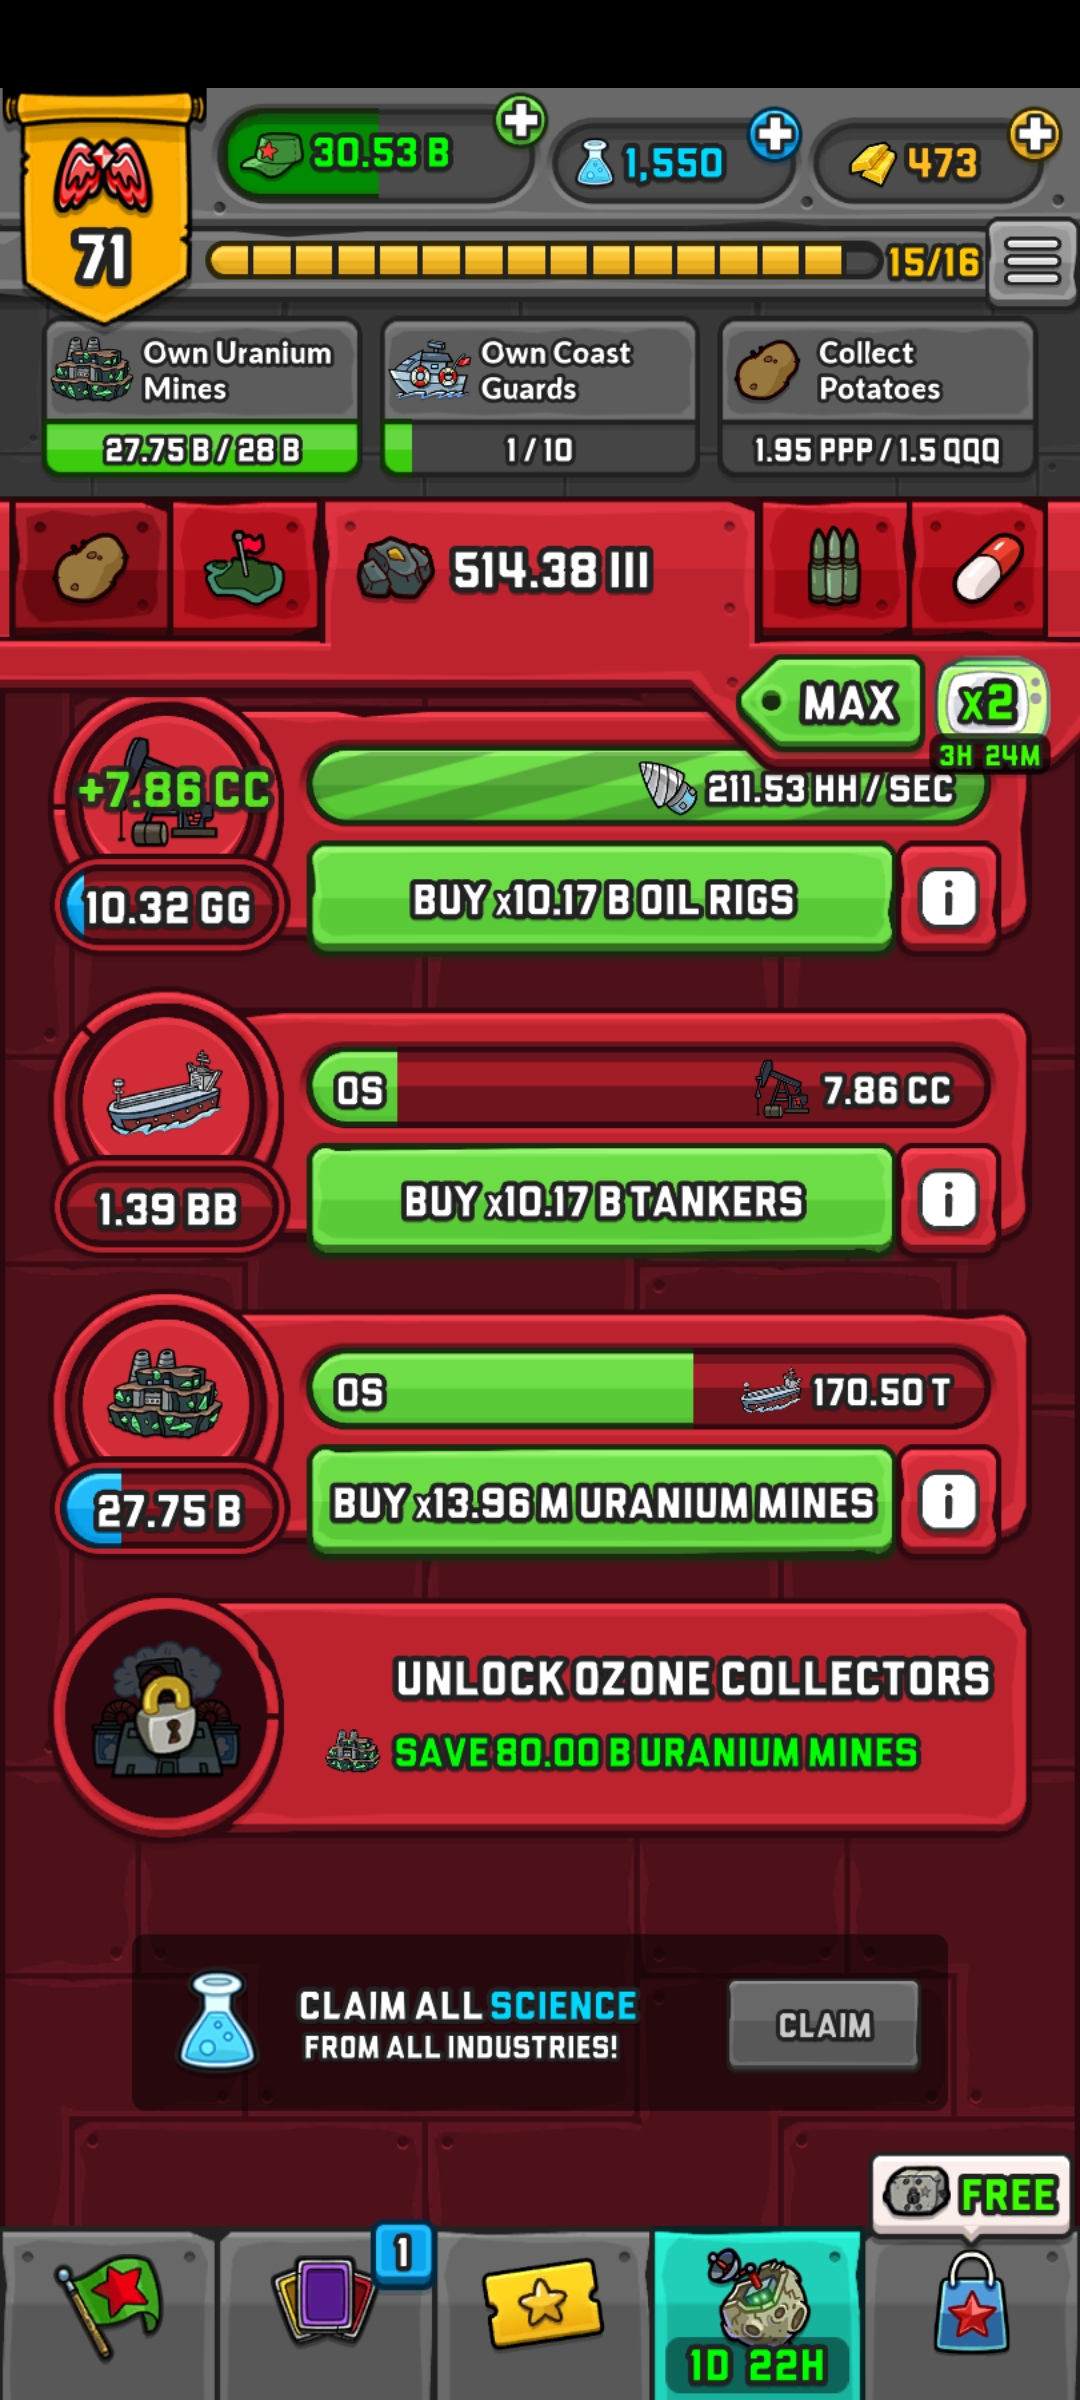 71
30.53 B
1,550
473
15/16
Own Uranium
Mines
27.75 B / 28 B
Own Coast
Guards
1 / 10
Collect
Potatoes
1.95 PPP / 1.5 QQQ
514.38 III
MAX
x2
3H 24M
+7.86 CC
211.53 HH / SEC
10.32 GG
BUY x10.17 B OIL RIGS
i
0S
7.86 CC
1.39 BB
BUY x10.17 B TANKERS
i
0S
170.50 T
27.75 B
BUY x13.96 M URANIUM MINES
i
UNLOCK OZONE COLLECTORS
SAVE 80.00 B URANIUM MINES
CLAIM ALL SCIENCE
FROM ALL INDUSTRIES!
CLAIM
FREE
1
1D 22H